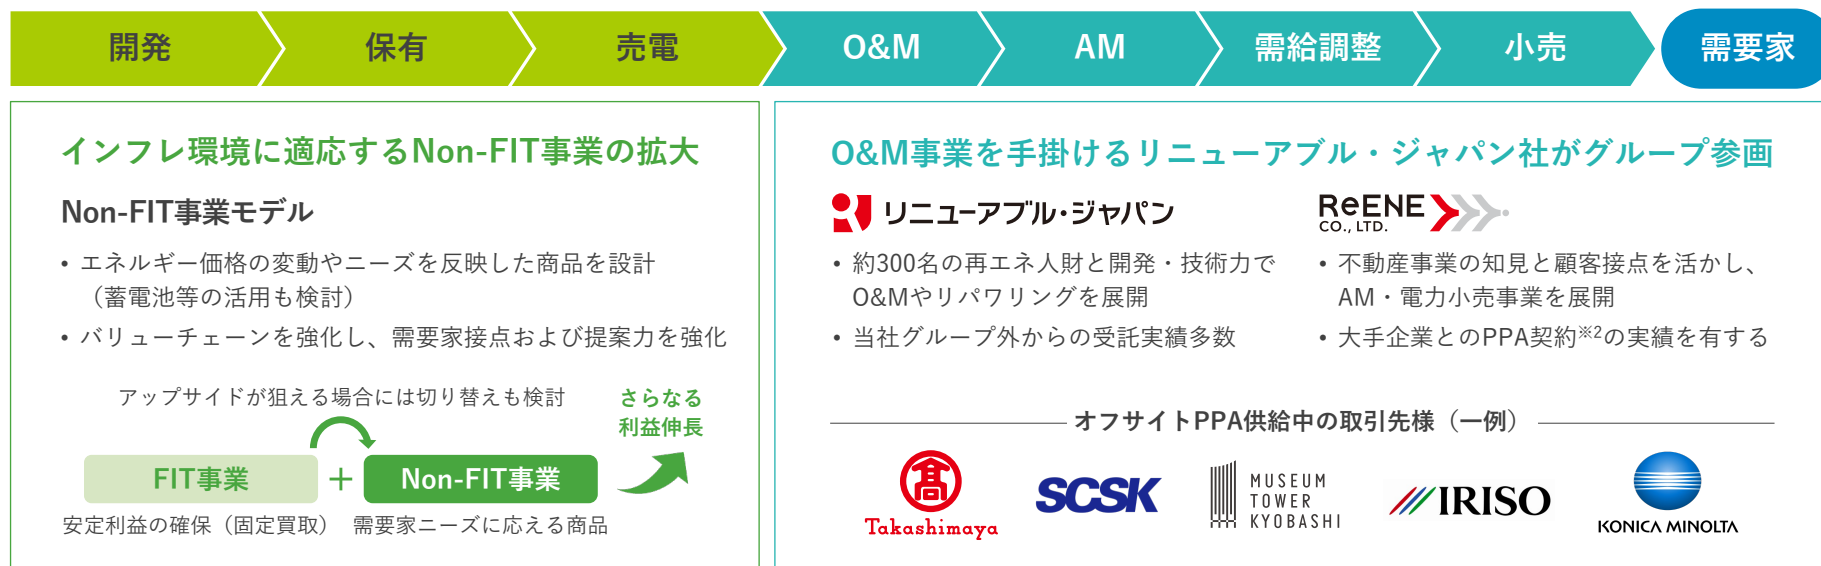 開発
保有
売電
O&M
AM
需給調整
小売
需要家
インフレ環境に適応するNon-FIT事業の拡大
Non-FIT事業モデル
• エネルギー価格の変動やニーズを反映した商品を設計
（蓄電池等の活用も検討）
• バリューチェーンを強化し、需要家接点および提案力を強化
アップサイドが狙える場合には切り替えも検討
さらなる
利益伸長
FIT事業
+
Non-FIT事業
安定利益の確保（固定買取）
需要家ニーズに応える商品
O&M事業を手掛けるリニューアブル・ジャパン社がグループ参画
リニューアブル・ジャパン
• 約300名の再エネ人財と開発・技術力で
O&Mやリパワリングを展開
• 当社グループ外からの受託実績多数
ReENE
CO., LTD.
• 不動産事業の知見と顧客接点を活かし、
AM・電力小売事業を展開
• 大手企業とのPPA契約※2の実績を有する
オフサイトPPA供給中の取引先様（一例）
髙
Takashimaya
SCSK
MUSEUM
TOWER
KYOBASHI
IRISO
KONICA MINOLTA